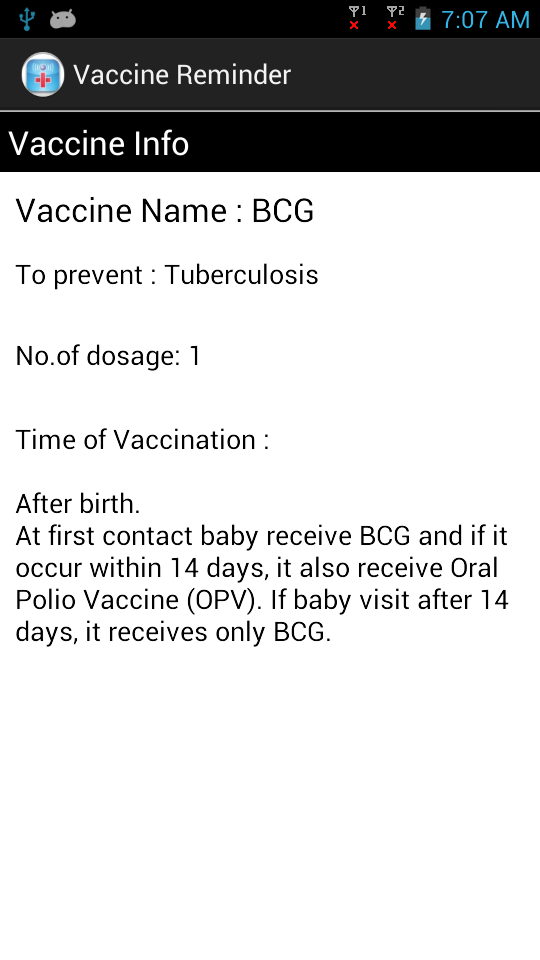 1 2 7:07 AM
Vaccine Reminder
Vaccine Info
Vaccine Name : BCG
To prevent : Tuberculosis
No.of dosage: 1
Time of Vaccination :
After birth.
At first contact baby receive BCG and if it
occur within 14 days, it also receive Oral
Polio Vaccine (OPV). If baby visit after 14
days, it receives only BCG.